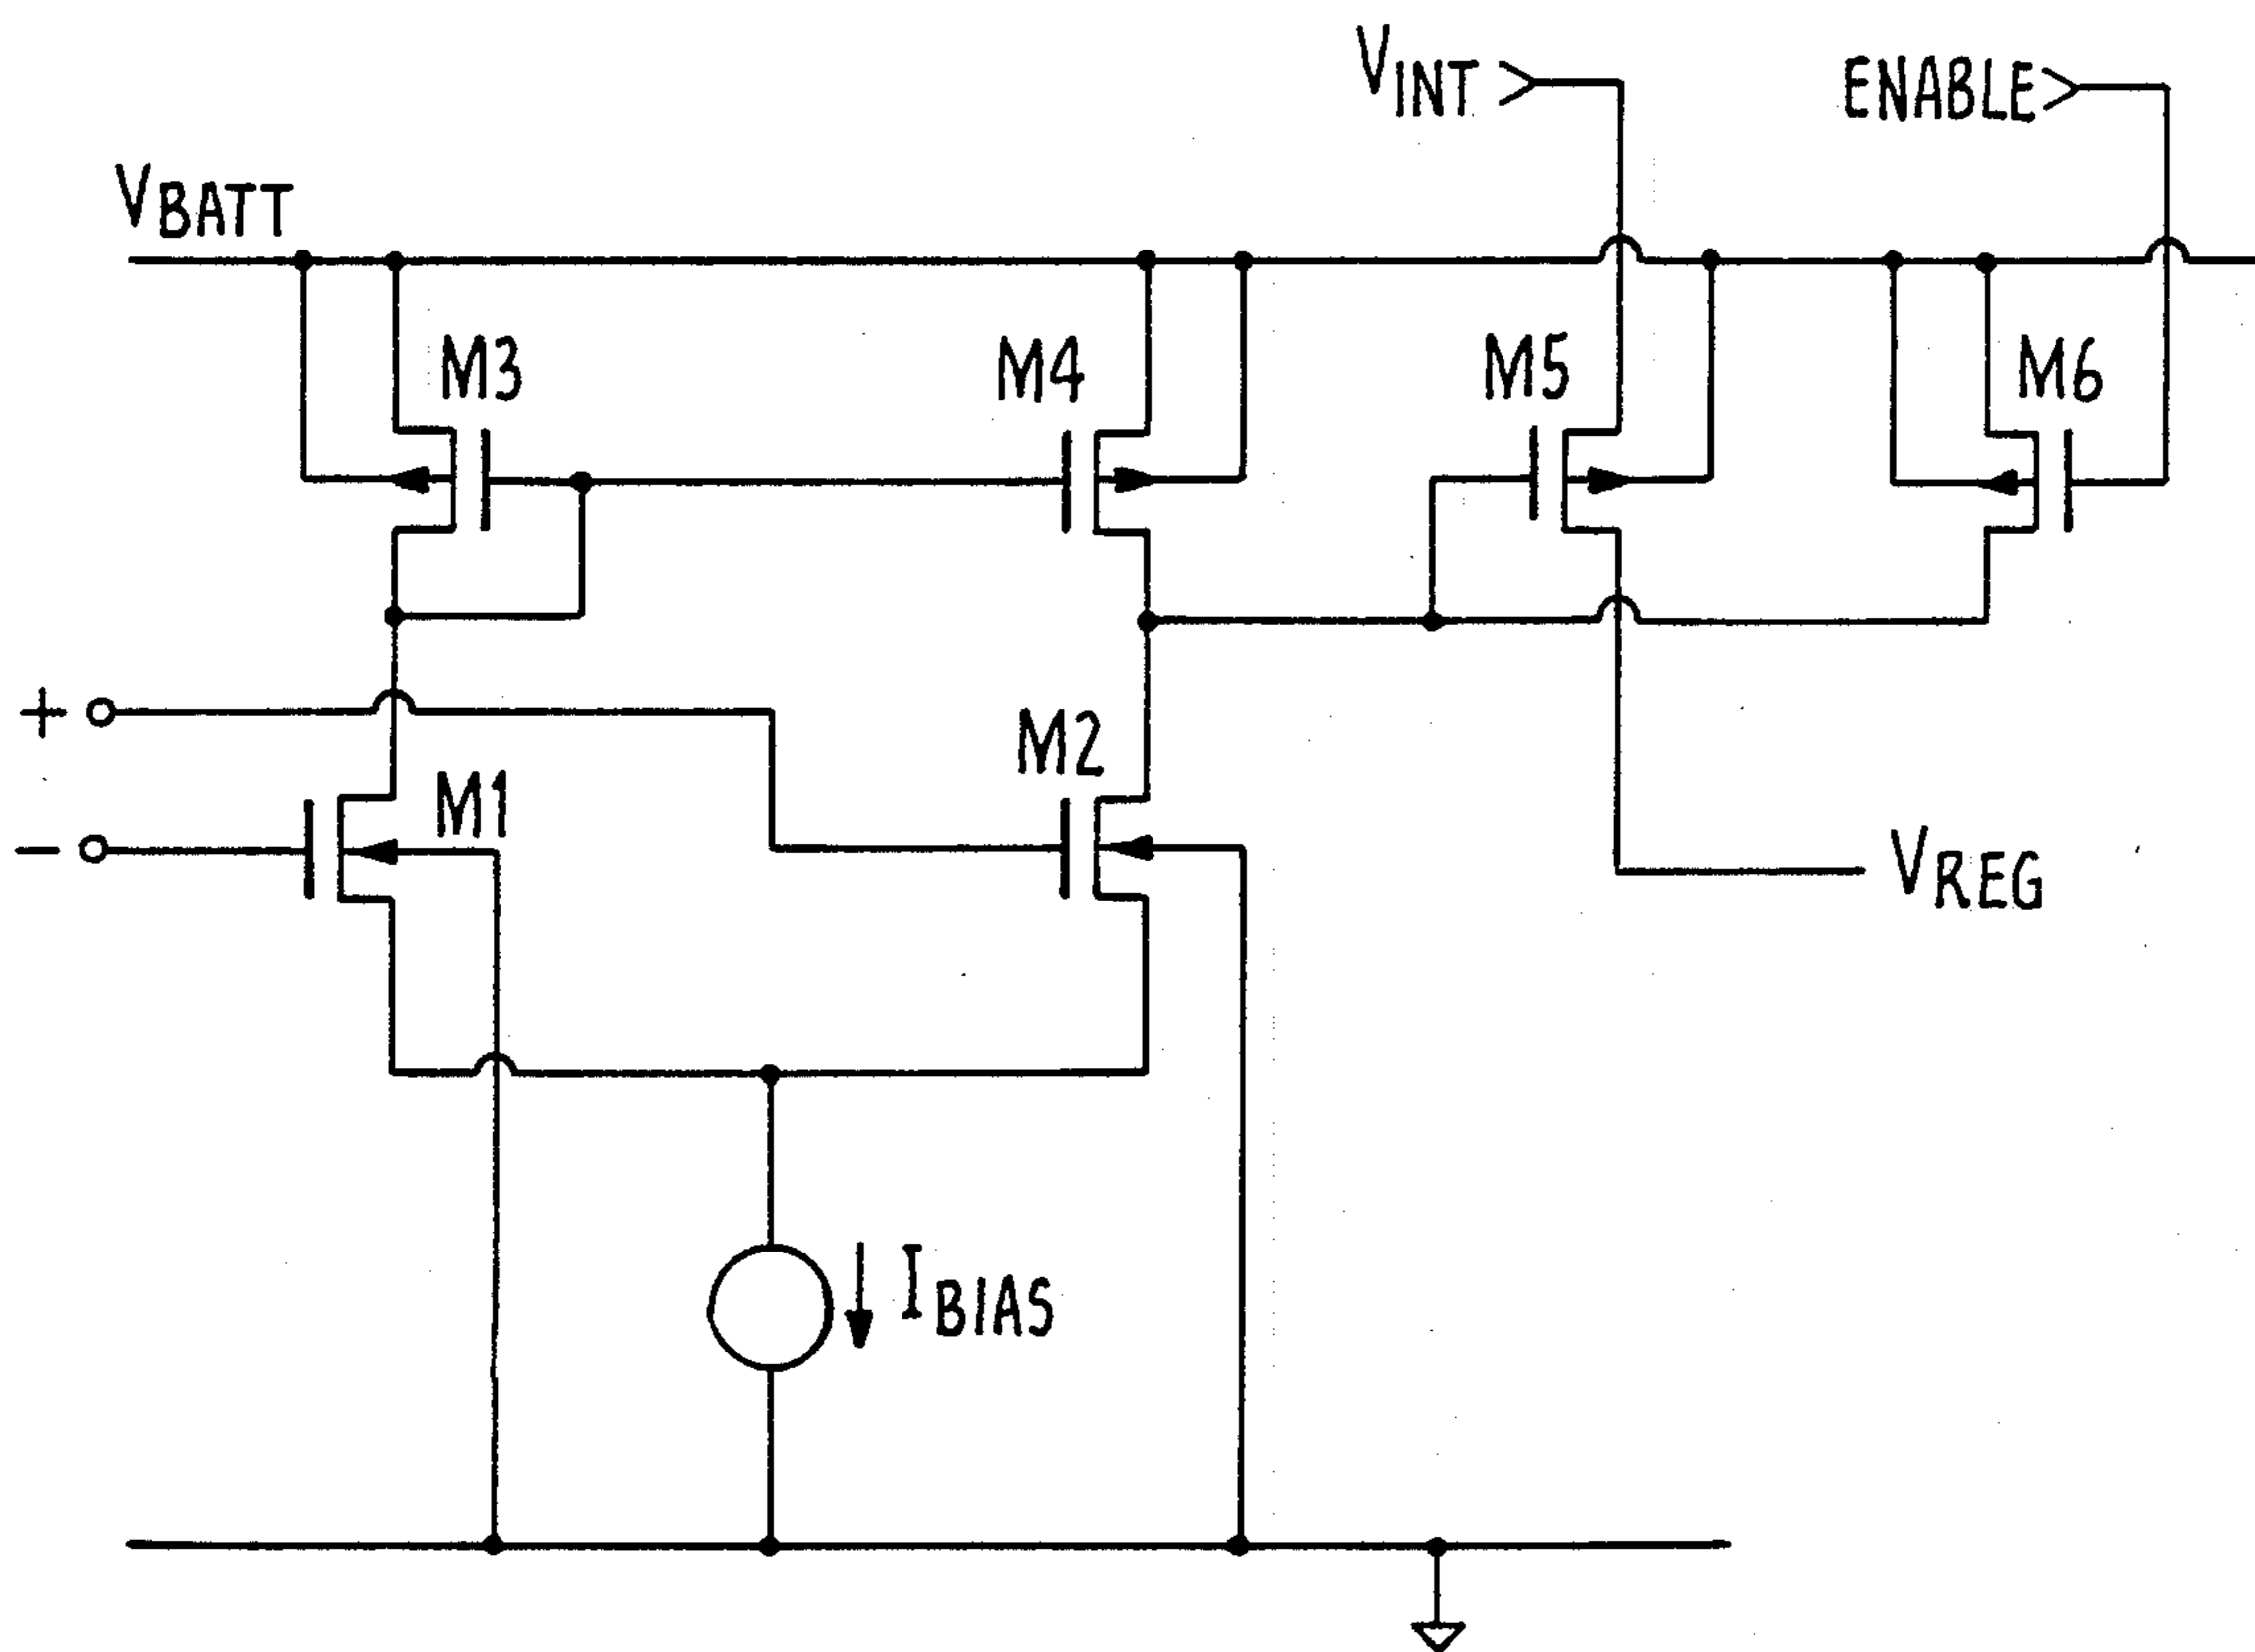 VINT
ENABLE
VBATT
M3
M4
M5
M6
+
M2
M1
−
VREG
IBIAS